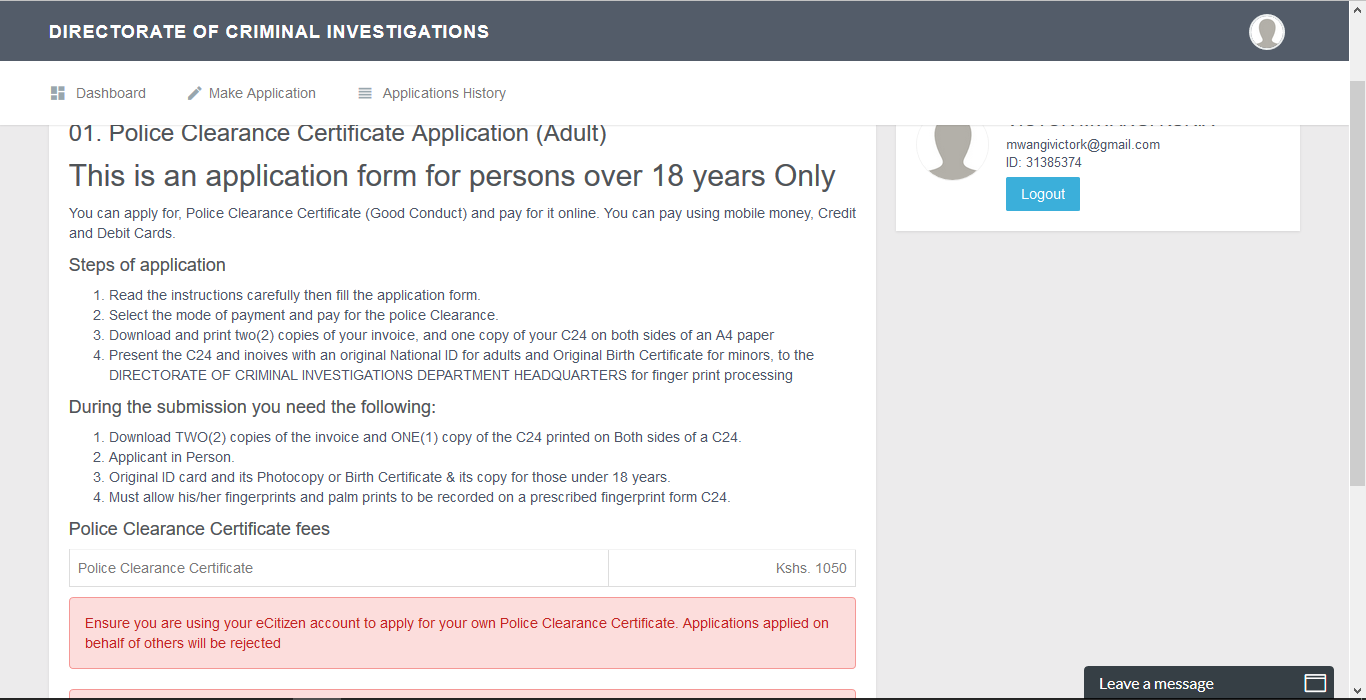 DIRECTORATE OF CRIMINAL INVESTIGATIONS
Dashboard
Make Application
Applications History
01. Police Clearance Certificate Application (Adult)
This is an application form for persons over 18 years Only
You can apply for, Police Clearance Certificate (Good Conduct) and pay for it online. You can pay using mobile money, Credit
and Debit Cards.
Steps of application
1. Read the instructions carefully then fill the application form.
2. Select the mode of payment and pay for the police Clearance.
3. Download and print two(2) copies of your invoice, and one copy of your C24 on both sides of an A4 paper
4. Present the C24 and inoives with an original National ID for adults and Original Birth Certificate for minors, to the
DIRECTORATE OF CRIMINAL INVESTIGATIONS DEPARTMENT HEADQUARTERS for finger print processing
During the submission you need the following:
1. Download TWO(2) copies of the invoice and ONE(1) copy of the C24 printed on Both sides of a C24.
2. Applicant in Person.
3. Original ID card and its Photocopy or Birth Certificate & its copy for those under 18 years.
4. Must allow his/her fingerprints and palm prints to be recorded on a prescribed fingerprint form C24.
Police Clearance Certificate fees
Police Clearance Certificate
Kshs. 1050
Ensure you are using your eCitizen account to apply for your own Police Clearance Certificate. Applications applied on
behalf of others will be rejected
mwangivictork@gmail.com
ID: 31385374
Logout
Leave a message